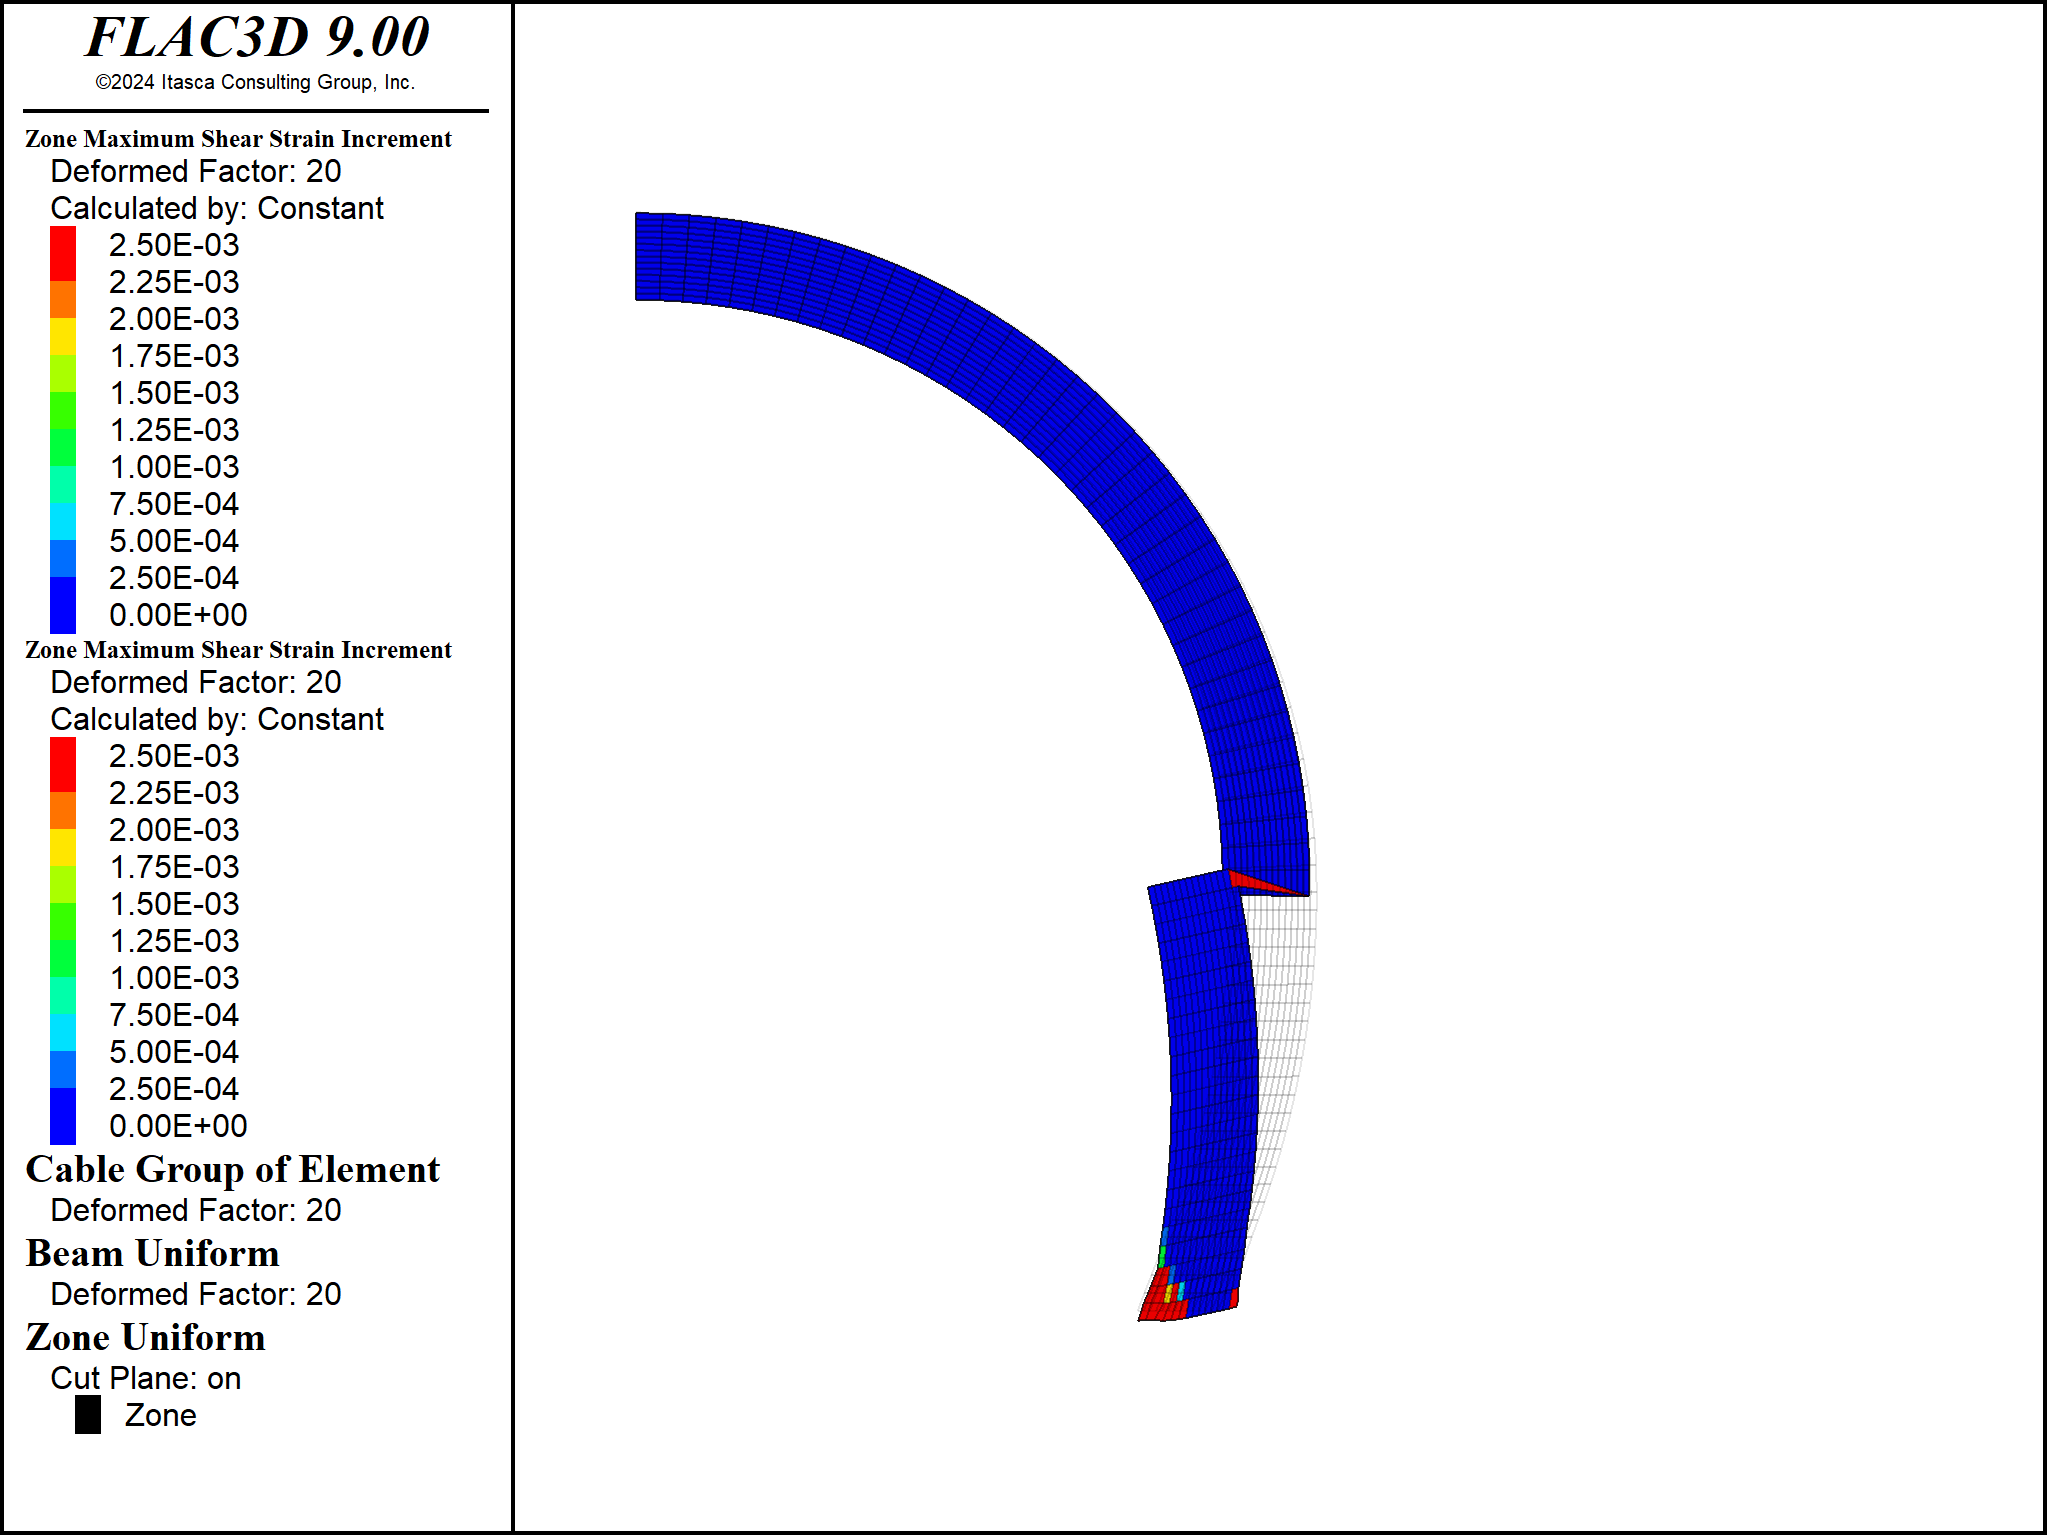 FLAC3D 9.00
©2024 Itasca Consulting Group, Inc.
Zone Maximum Shear Strain Increment
Deformed Factor: 20
Calculated by: Constant
2.50E-03
2.25E-03
2.00E-03
1.75E-03
1.50E-03
1.25E-03
1.00E-03
7.50E-04
5.00E-04
2.50E-04
0.00E+00
Zone Maximum Shear Strain Increment
Deformed Factor: 20
Calculated by: Constant
2.50E-03
2.25E-03
2.00E-03
1.75E-03
1.50E-03
1.25E-03
1.00E-03
7.50E-04
5.00E-04
2.50E-04
0.00E+00
Cable Group of Element
Deformed Factor: 20
Beam Uniform
Deformed Factor: 20
Zone Uniform
Cut Plane: on
Zone